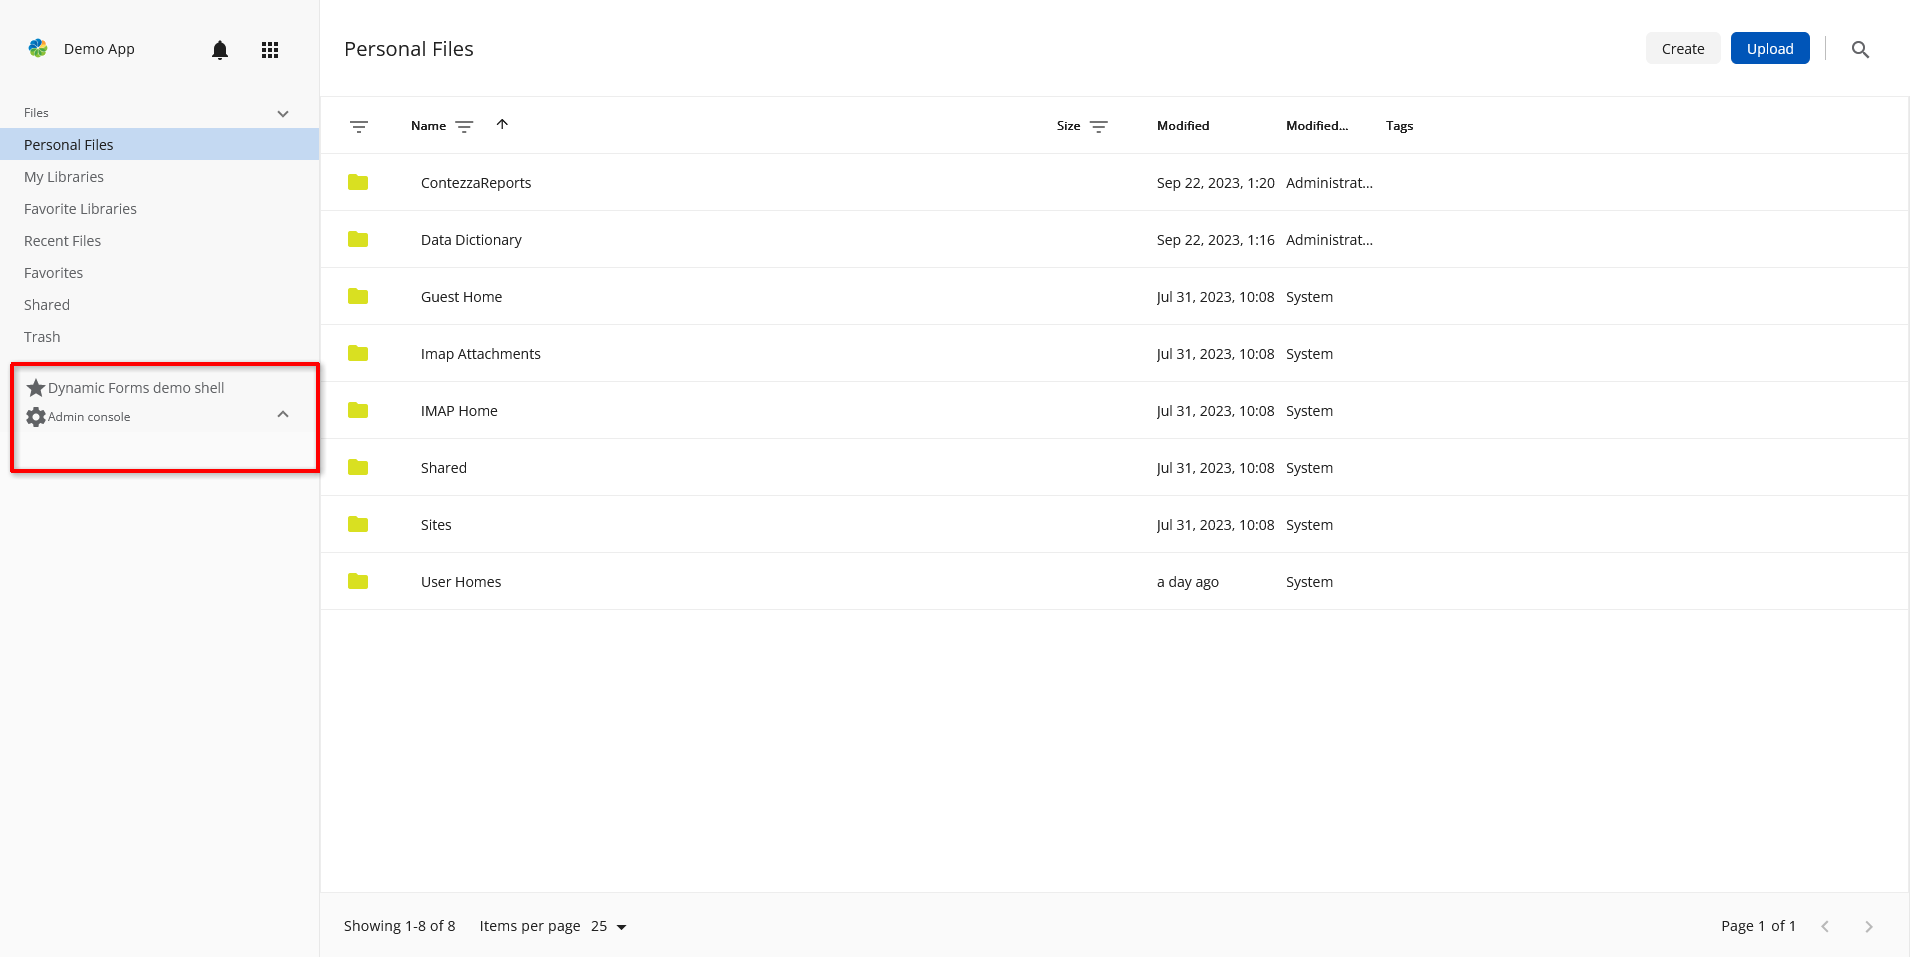 Demo App
Personal Files
Create
Upload
Files
Personal Files
My Libraries
Favorite Libraries
Recent Files
Favorites
Shared
Trash
Dynamic Forms demo shell
Admin console
Name Size Modified Modified... Tags
ContezzaReports Sep 22, 2023, 1:20 Administrat...
Data Dictionary Sep 22, 2023, 1:16 Administrat...
Guest Home Jul 31, 2023, 10:08 System
Imap Attachments Jul 31, 2023, 10:08 System
IMAP Home Jul 31, 2023, 10:08 System
Shared Jul 31, 2023, 10:08 System
Sites Jul 31, 2023, 10:08 System
User Homes a day ago System
Showing 1-8 of 8 Items per page 25 Page 1 of 1